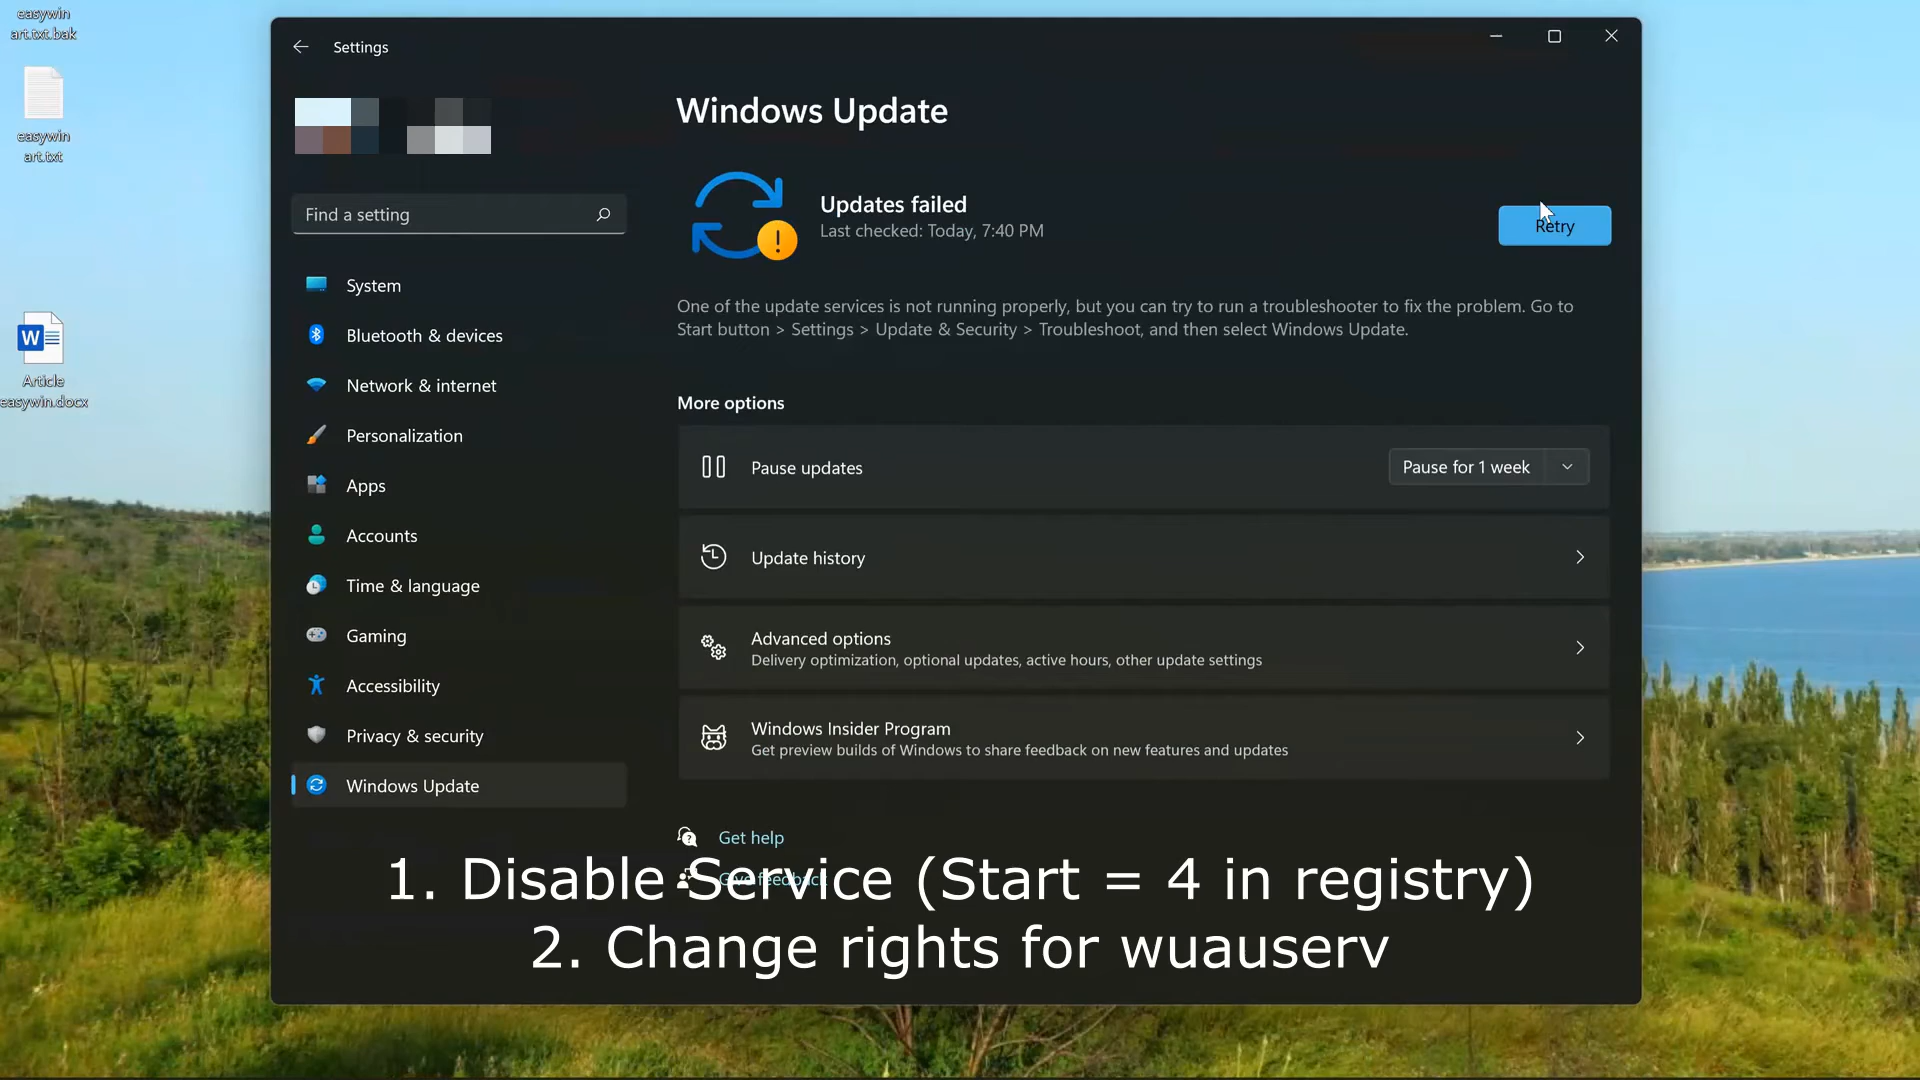 easywin
art.txt.bak
easywin
art.txt
Article
easywin.docx
Settings
Find a setting
System
Bluetooth & devices
Network & internet
Personalization
Apps
Accounts
Time & language
Gaming
Accessibility
Privacy & security
Windows Update
Windows Update
Updates failed
Last checked: Today, 7:40 PM
Retry
One of the update services is not running properly, but you can try to run a troubleshooter to fix the problem. Go to
Start button > Settings > Update & Security > Troubleshoot, and then select Windows Update.
More options
Pause updates
Pause for 1 week
Update history
Advanced options
Delivery optimization, optional updates, active hours, other update settings
Windows Insider Program
Get preview builds of Windows to share feedback on new features and updates
Get help
Give feedback
1. Disable Service (Start = 4 in registry)
2. Change rights for wuauserv